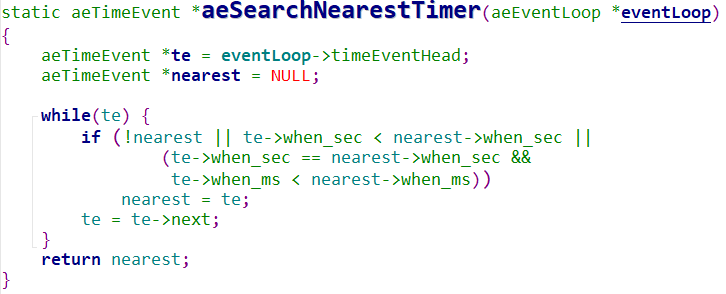 static aeTimeEvent *aeSearchNearestTimer(aeEventLoop *eventLoop)
{
    aeTimeEvent *te = eventLoop->timeEventHead;
    aeTimeEvent *nearest = NULL;

    while(te) {
        if (!nearest || te->when_sec < nearest->when_sec ||
                (te->when_sec == nearest->when_sec &&
                 te->when_ms < nearest->when_ms))
            nearest = te;
        te = te->next;
    }
    return nearest;
}